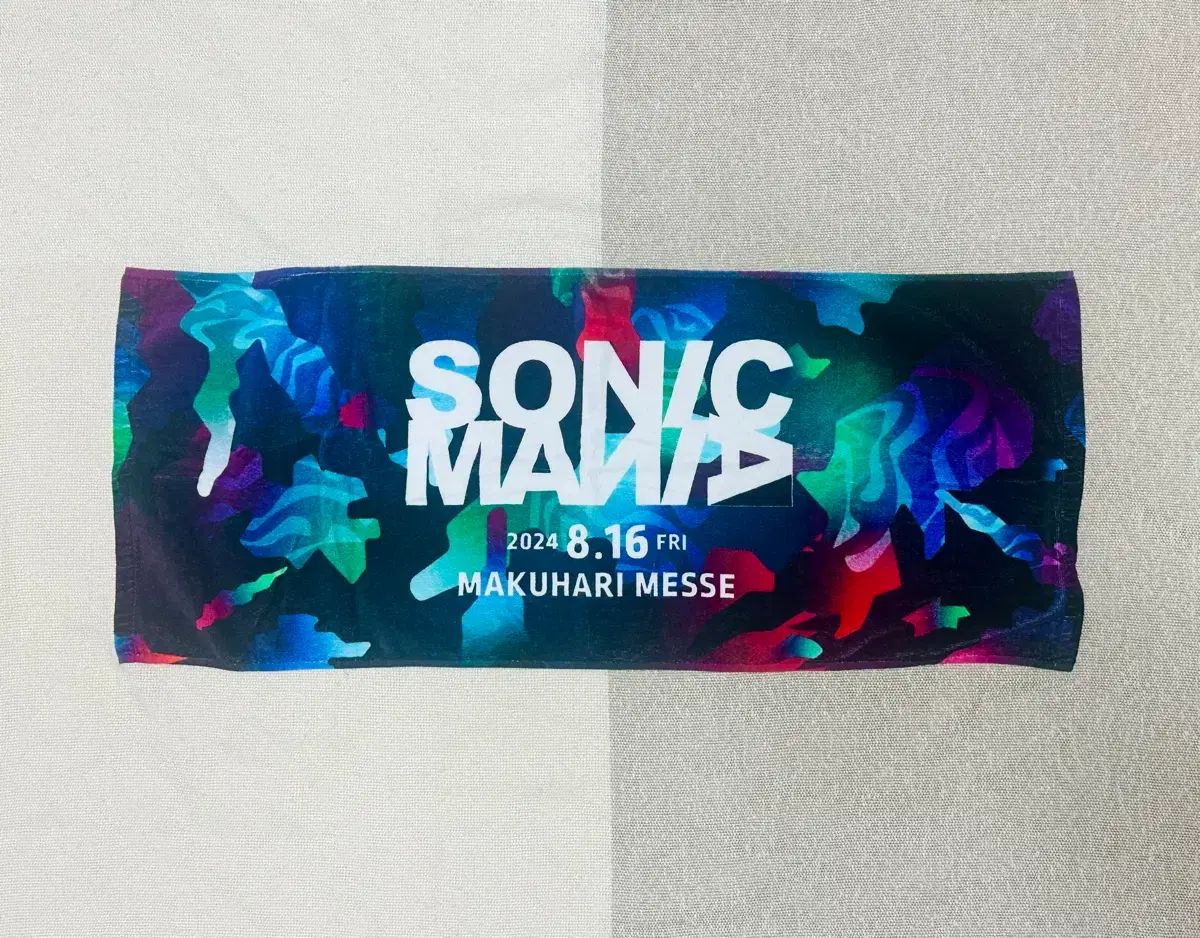 SONIC
MANIA
2024 8.16 FRI
MAKUHARI MESSE